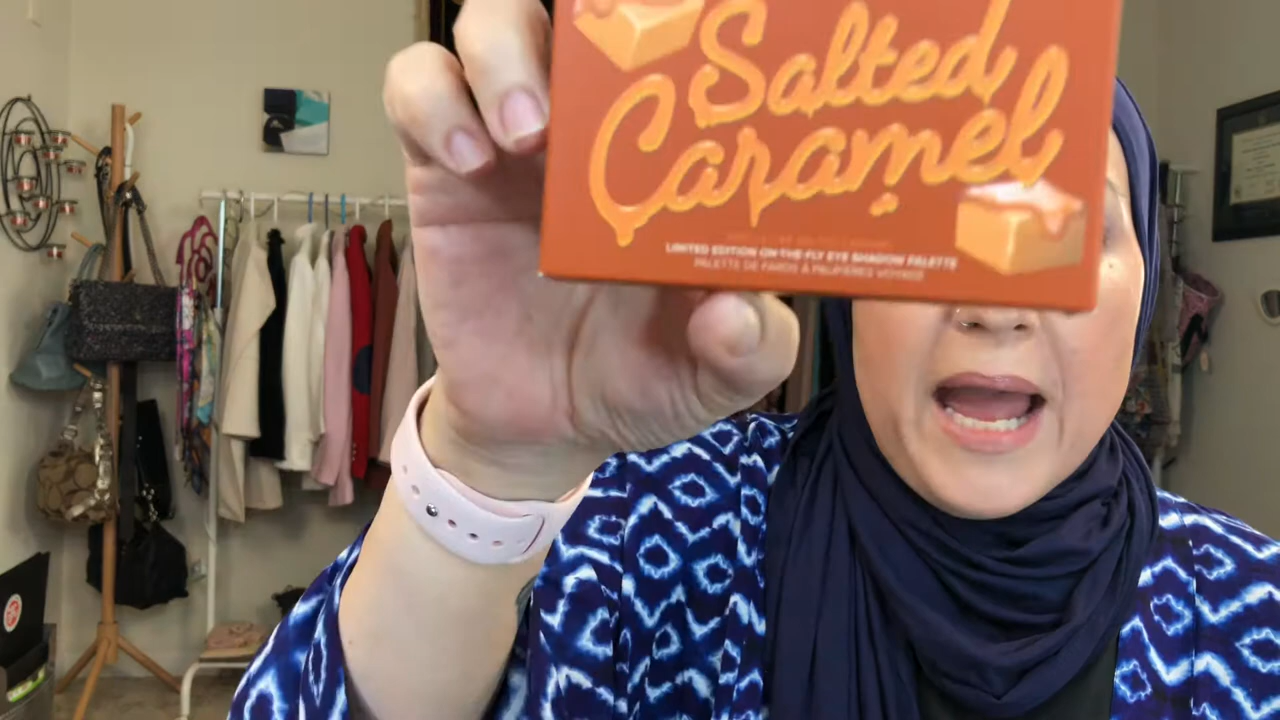 Salted
Caramel
LIMITED EDITION ON-THE-FLY EYE SHADOW PALETTE
PALETTE DE FARDS À PAUPIÈRES VOYAGE